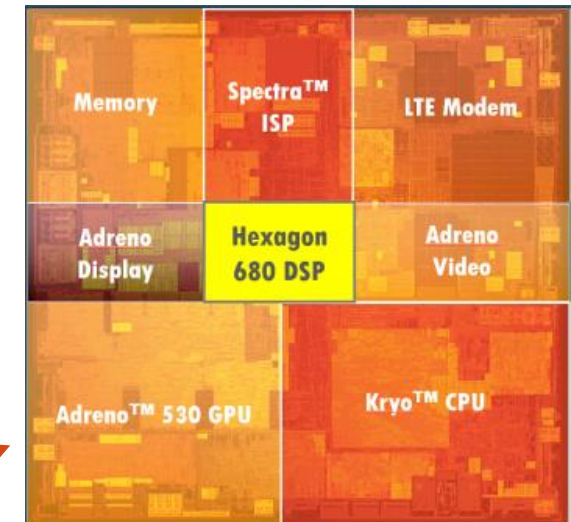 Memory
Spectra™
ISP
LTE Modem
Adreno
Display
Hexagon
680 DSP
Adreno
Video
Adreno™ 530 GPU
Kryo™ CPU